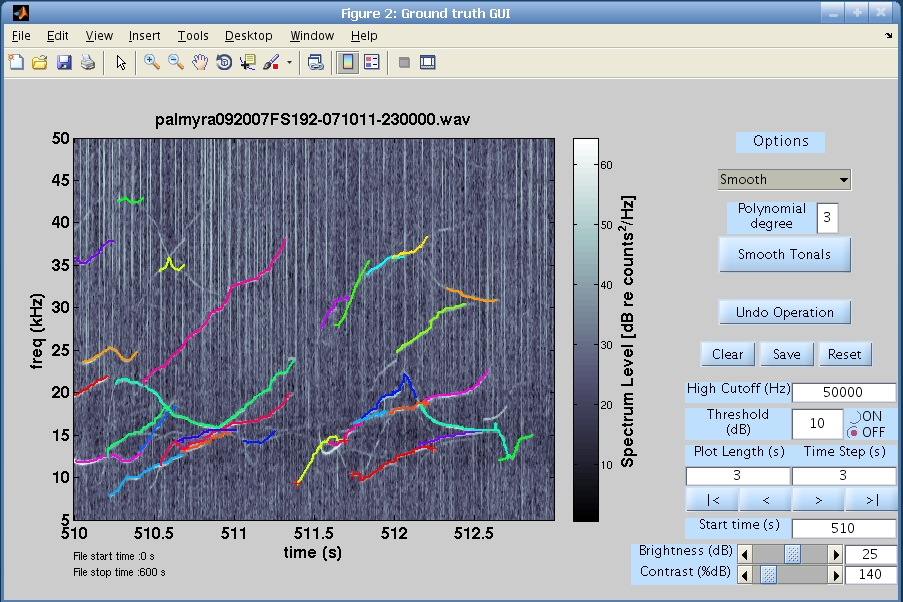 Figure 2: Ground truth GUI
File Edit View Insert Tools Desktop Window Help
palmyra092007FS192-071011-230000.wav
50
45
40
35
30
25
20
15
10
5
freq (kHz)
510 510.5 511 511.5 512 512.5
time (s)
File start time :0 s
File stop time :600 s
60
50
40
30
20
10
Spectrum Level [dB re counts²/Hz]
Options
Smooth
Polynomial
degree
3
Smooth Tonals
Undo Operation
Clear Save Reset
High Cutoff (Hz) 50000
Threshold
(dB)
10
ON
OFF
Plot Length (s) Time Step (s)
3 3
|< < > >|
Start time (s) 510
Brightness (dB) 25
Contrast (%dB) 140